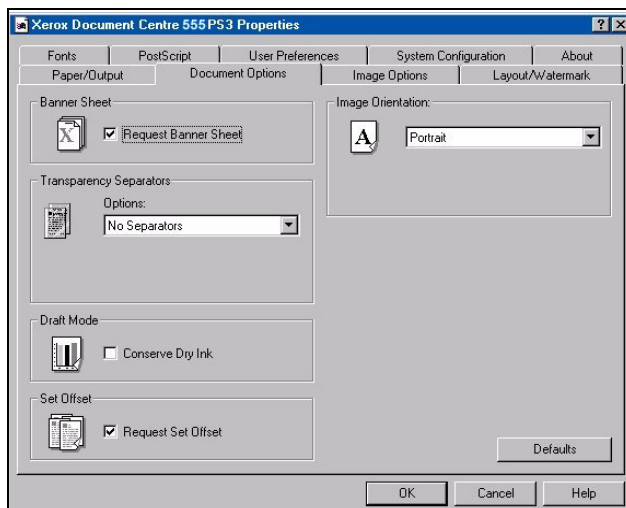 Xerox Document Centre 555PS3 Properties
Fonts PostScript User Preferences System Configuration About
Paper/Output Document Options Image Options Layout/Watermark
Banner Sheet
X
Request Banner Sheet
Image Orientation:
A
Portrait
Transparency Separators
Options:
No Separators
Draft Mode
Conserve Dry Ink
Set Offset
Request Set Offset
Defaults
OK Cancel Help